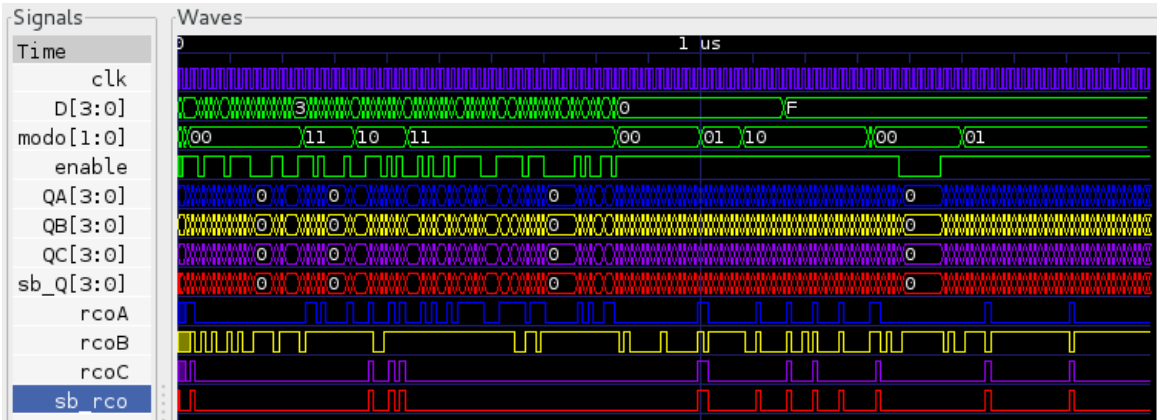 Signals
Waves
Time
0
1 us
clk
D[3:0]
3
0
F
modo[1:0]
00
11
10
11
00
01
10
00
01
enable
QA[3:0]
0
0
0
0
QB[3:0]
0
0
0
0
QC[3:0]
0
0
0
0
sb_Q[3:0]
0
0
0
0
rcoA
rcoB
rcoC
sb_rco